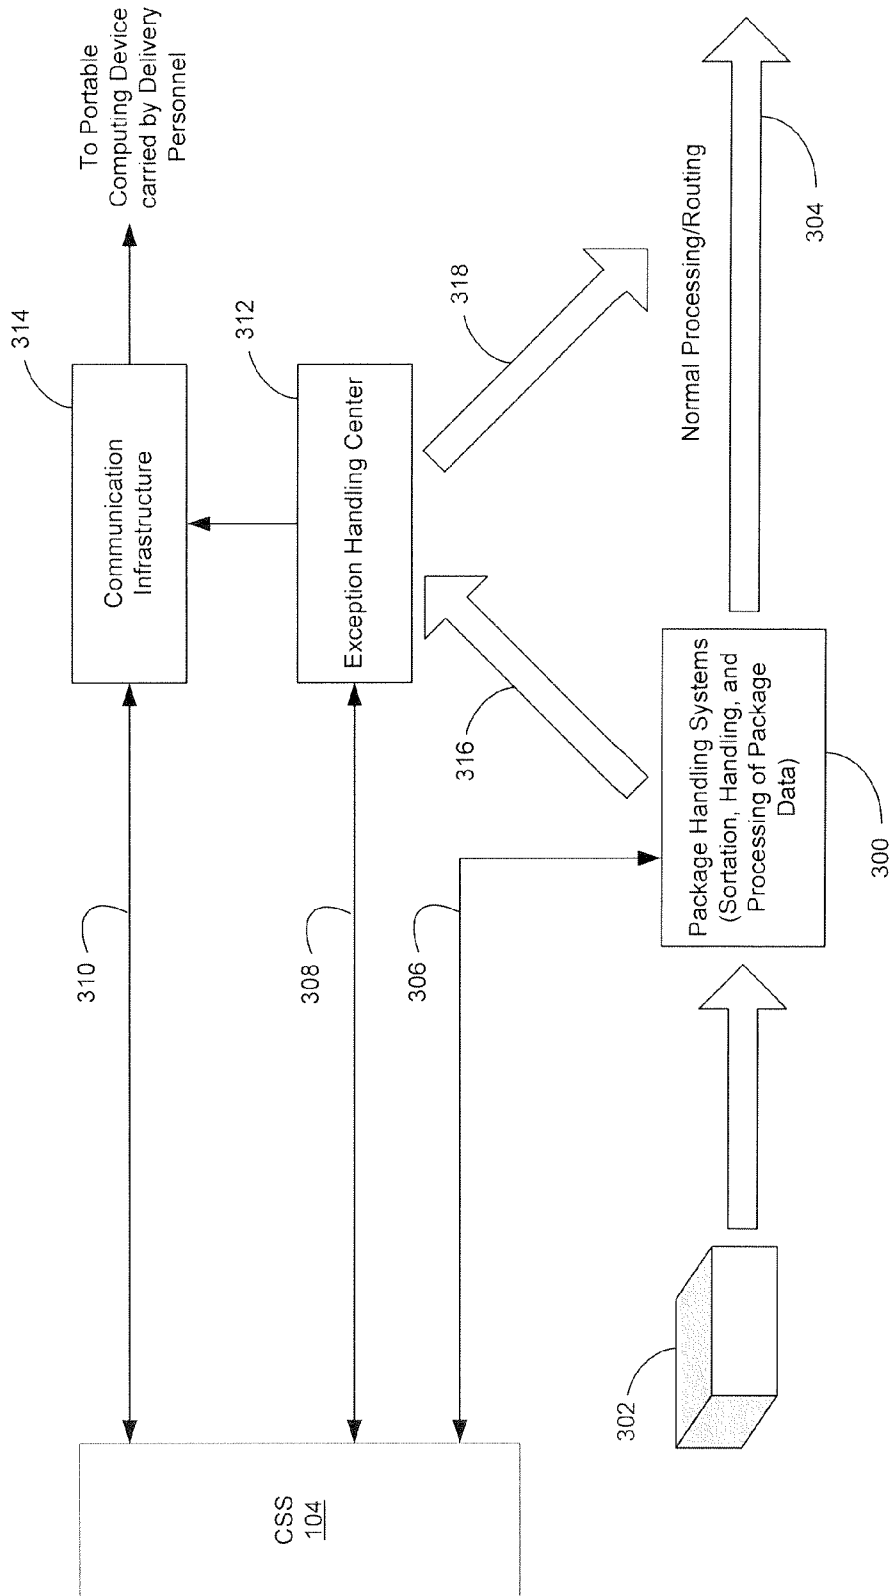 To Portable
Computing Device
carried by Delivery
Personnel
314
Communication
Infrastructure
310
312
Exception Handling Center
308
318
316
306
CSS
104
Normal Processing/Routing
304
Package Handling Systems
(Sortation, Handling, and
Processing of Package
Data)
300
302